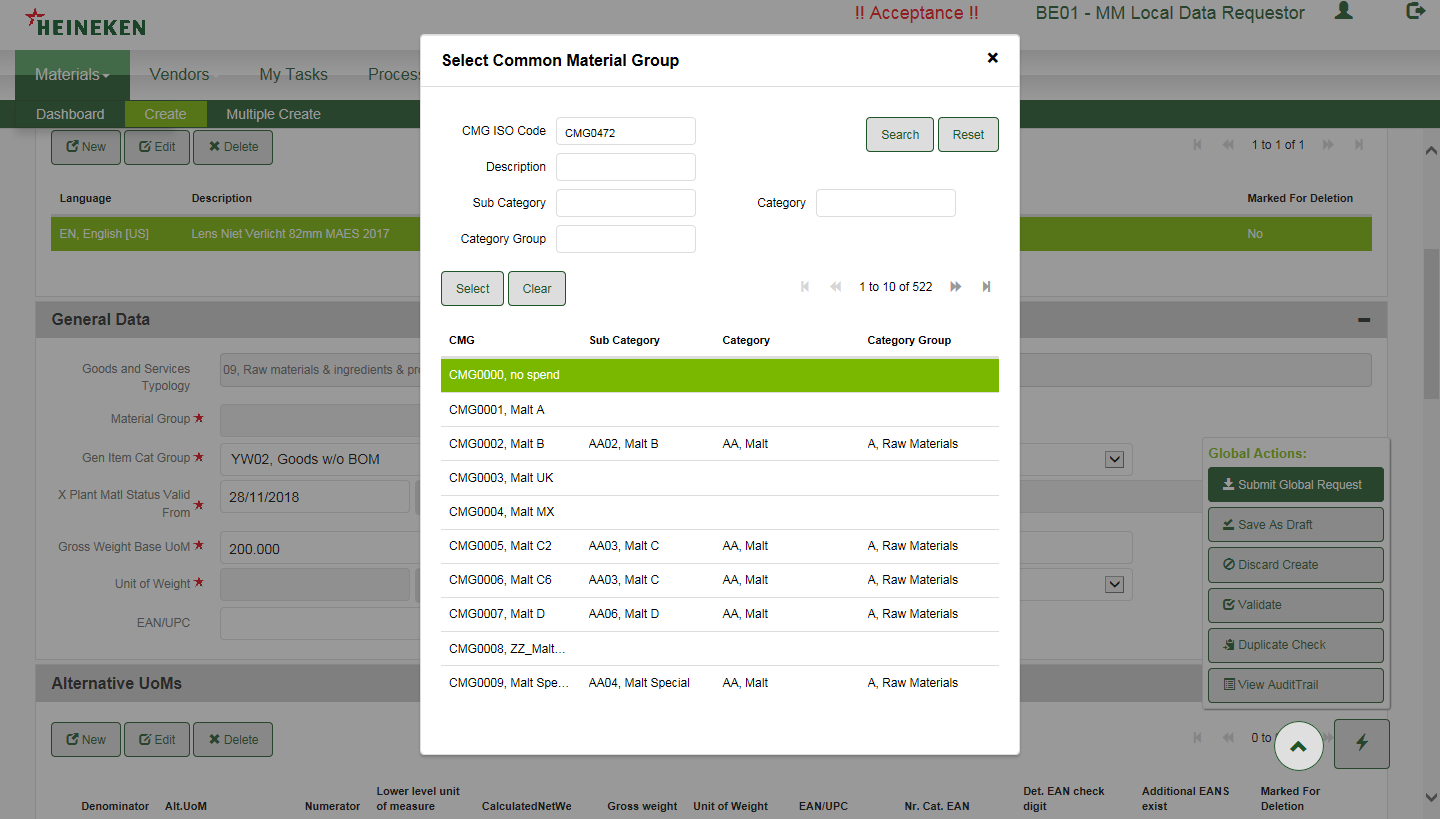 HEINEKEN
!! Acceptance !!
BE01 - MM Local Data Requestor
Materials
Vendors
My Tasks
Process
Dashboard
Create
Multiple Create
New
Edit
Delete
1 to 1 of 1
Language
Description
Marked For Deletion
EN, English [US]
Lens Niet Verlicht 82mm MAES 2017
No
General Data
Goods and Services
Typology
09, Raw materials & ingredients & pr
Material Group
Gen Item Cat Group
YW02, Goods w/o BOM
X Plant Matl Status Valid
From
28/11/2018
Gross Weight Base UoM
200.000
Unit of Weight
EAN/UPC
Select Common Material Group
CMG ISO Code
CMG0472
Search
Reset
Description
Sub Category
Category
Category Group
Select
Clear
1 to 10 of 522
CMG
Sub Category
Category
Category Group
CMG0000, no spend
CMG0001, Malt A
CMG0002, Malt B
AA02, Malt B
AA, Malt
A, Raw Materials
CMG0003, Malt UK
CMG0004, Malt MX
CMG0005, Malt C2
AA03, Malt C
AA, Malt
A, Raw Materials
CMG0006, Malt C6
AA03, Malt C
AA, Malt
A, Raw Materials
CMG0007, Malt D
AA06, Malt D
AA, Malt
A, Raw Materials
CMG0008, ZZ_Malt...
CMG0009, Malt Spe...
AA04, Malt Special
AA, Malt
A, Raw Materials
Global Actions:
Submit Global Request
Save As Draft
Discard Create
Validate
Duplicate Check
View AuditTrail
Alternative UoMs
New
Edit
Delete
0 to
Denominator
Alt.UoM
Numerator
Lower level unit
of measure
CalculatedNetWe
Gross weight
Unit of Weight
EAN/UPC
Nr. Cat. EAN
Det. EAN check
digit
Additional EANS
exist
Marked For
Deletion